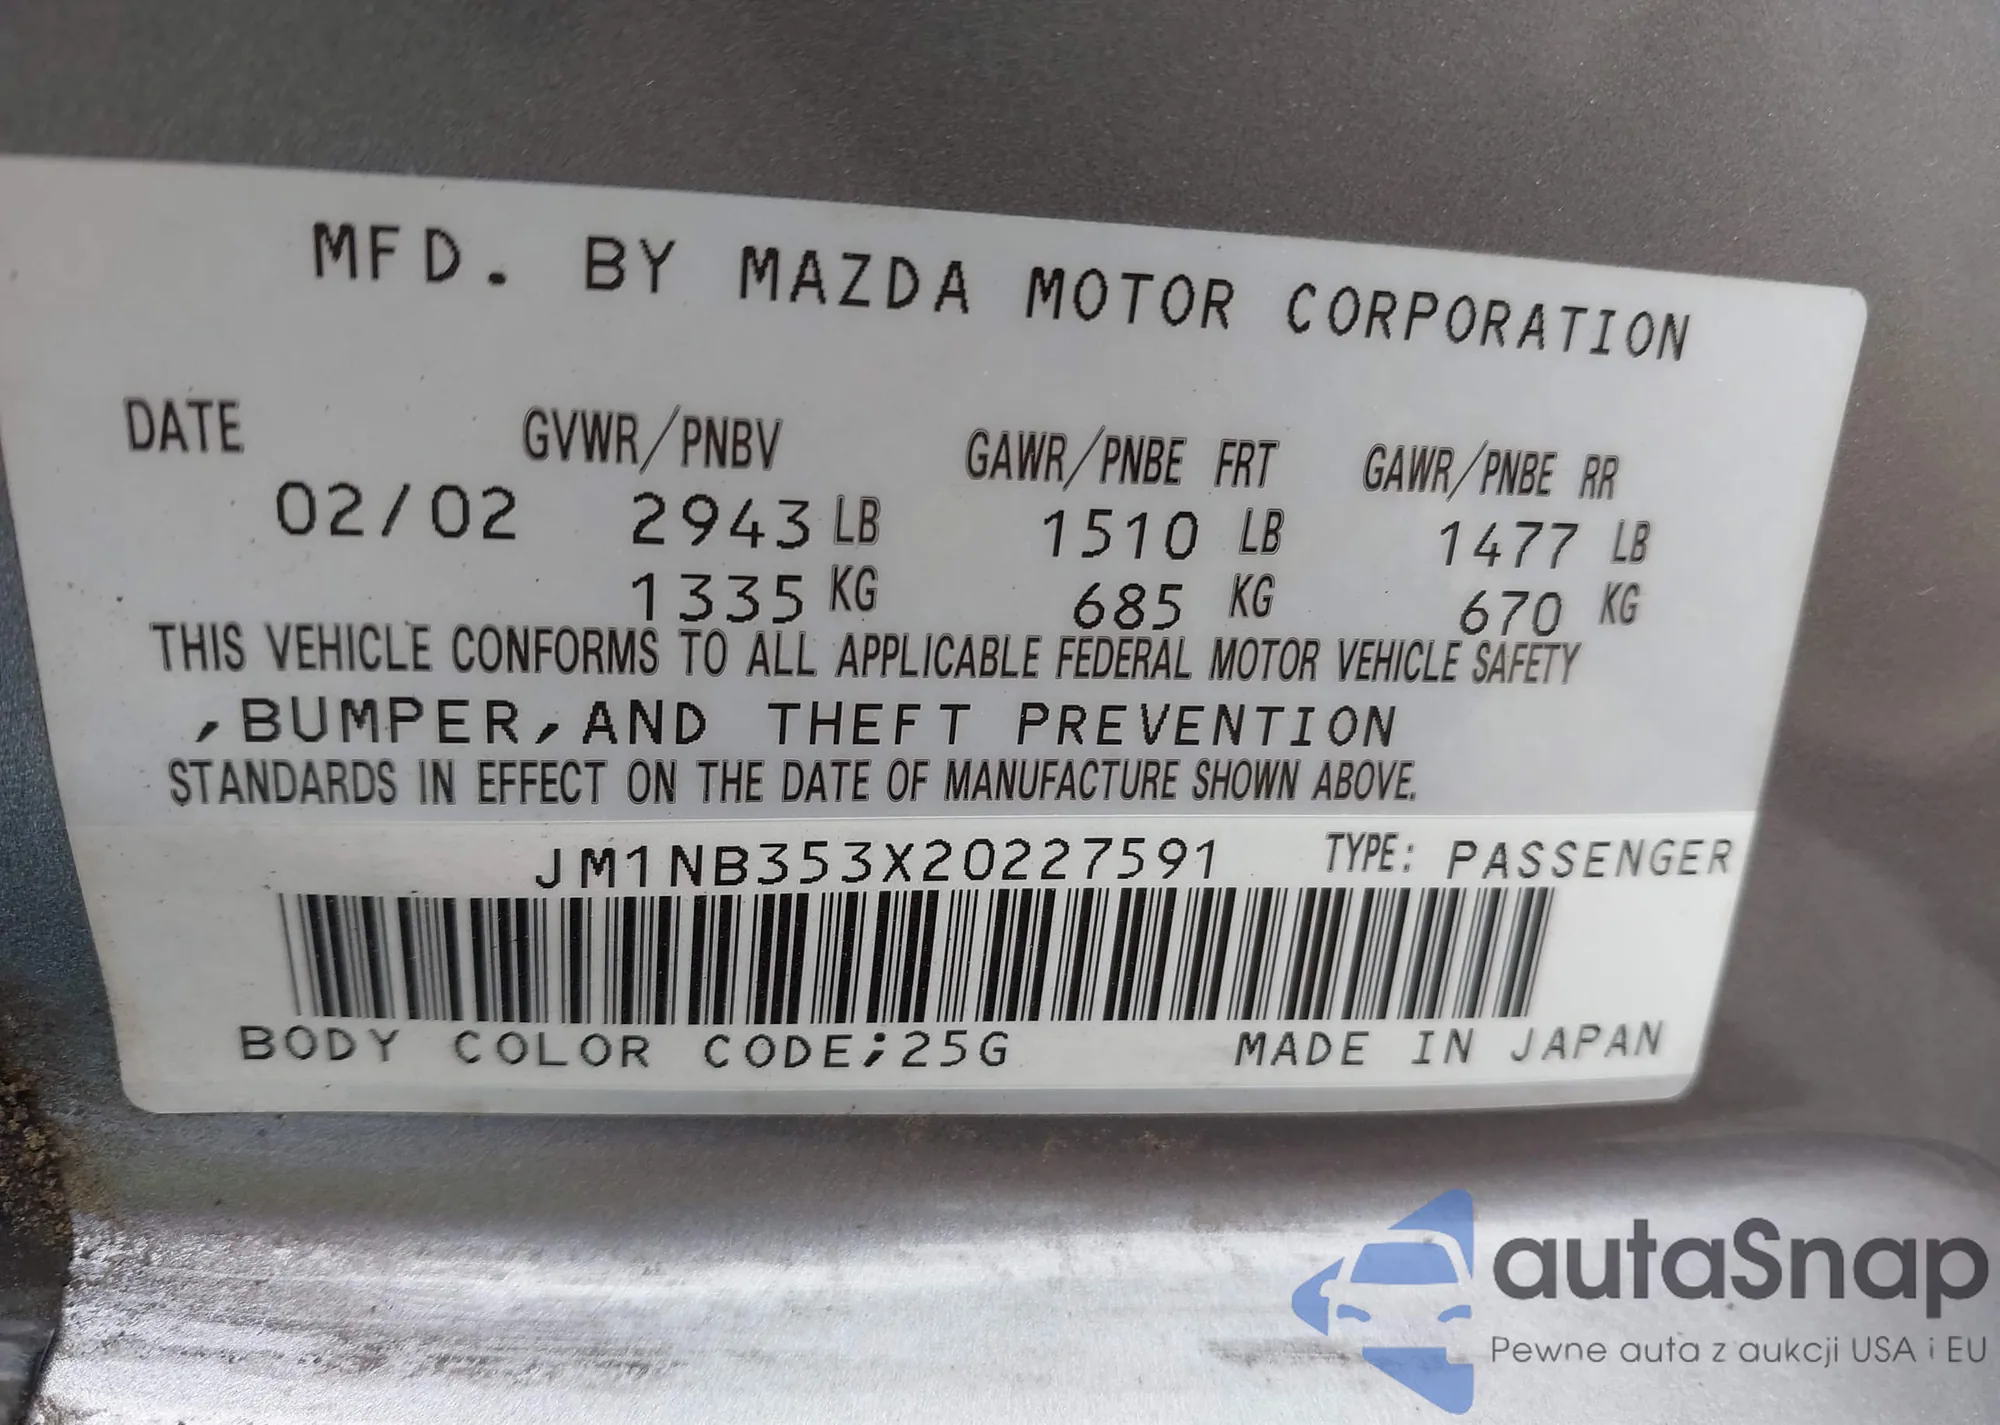 MFD. BY MAZDA MOTOR CORPORATION
DATE GVWR/PNBV GAWR/PNBE FRT GAWR/PNBE RR
02/02 2943 LB 1510 LB 1477 LB
1335 KG 685 KG 670 KG
THIS VEHICLE CONFORMS TO ALL APPLICABLE FEDERAL MOTOR VEHICLE SAFETY
,BUMPER,AND THEFT PREVENTION
STANDARDS IN EFFECT ON THE DATE OF MANUFACTURE SHOWN ABOVE.
JM1NB353X20227591 TYPE: PASSENGER
BODY COLOR CODE;25G MADE IN JAPAN
autaSnap
Pewne auta z aukcji USA i EU